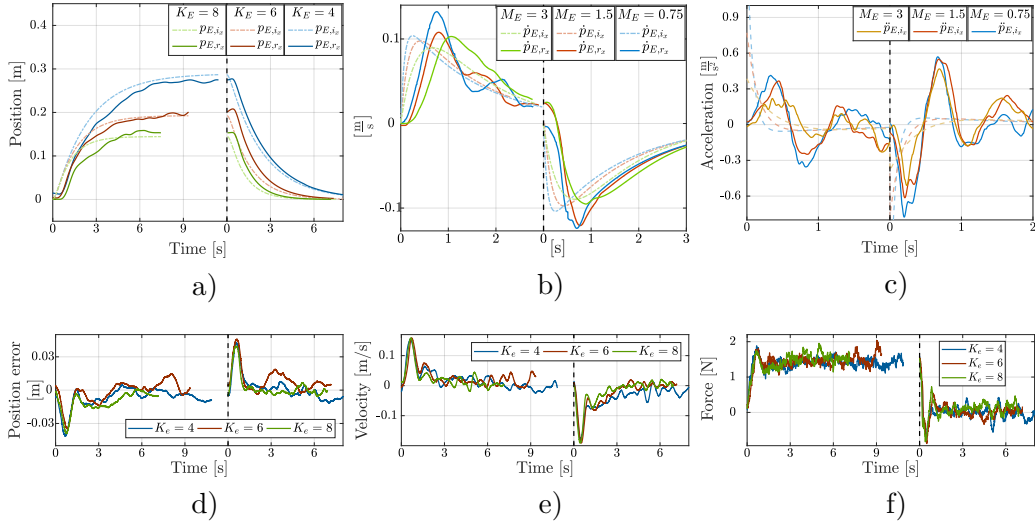 K_E = 8 K_E = 6 K_E = 4
p_{E,i_x} p_{E,i_x} p_{E,i_x}
p_{E,r_x} p_{E,r_x} p_{E,r_x}
Position [m]
0.4
0.3
0.2
0.1
0
0 3 6 0 3 6
Time [s]
a)
M_E = 3 M_E = 1.5 M_E = 0.75
ṗ_{E,i_x} ṗ_{E,i_x} ṗ_{E,i_x}
ṗ_{E,r_x} ṗ_{E,r_x} ṗ_{E,r_x}
[m/s]
0.1
0
-0.1
0 1 2 0 1 2 3
[s]
b)
M_E = 3 M_E = 1.5 M_E = 0.75
p̈_{E,i_x} p̈_{E,i_x} p̈_{E,i_x}
Acceleration [m/s]
0.9
0.6
0.3
0
-0.3
-0.6
0 1 0 1 2
Time [s]
c)
Position error
[m]
0.03
0
-0.03
K_e = 4 K_e = 6 K_e = 8
0 3 6 9 0 3 6
Time [s]
d)
Velocity [m/s]
0.1
0
-0.1
K_e = 4 K_e = 6 K_e = 8
0 3 6 9 0 3 6
Time [s]
e)
Force [N]
2
1
0
K_e = 4
K_e = 6
K_e = 8
0 3 6 9 0 3 6
Time [s]
f)